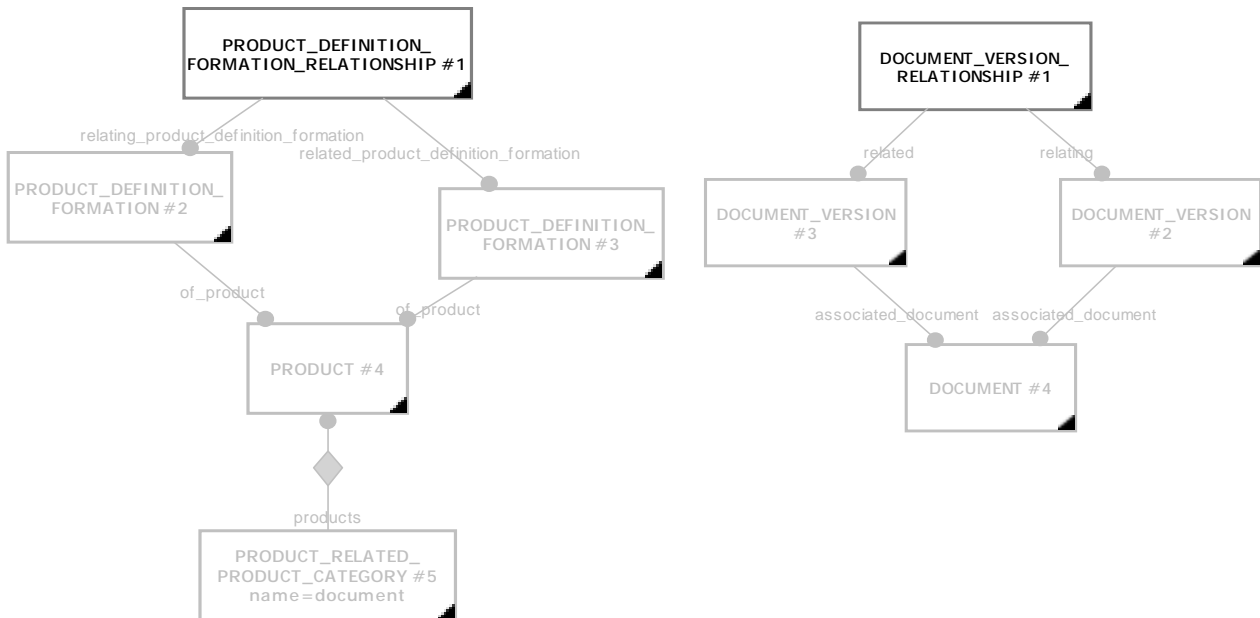 PRODUCT_DEFINITION_
FORMATION_RELATIONSHIP #1
relating_product_definition_formation
related_product_definition_formation
PRODUCT_DEFINITION_
FORMATION #2
PRODUCT_DEFINITION_
FORMATION #3
of_product
of_product
PRODUCT #4
products
PRODUCT_RELATED_
PRODUCT_CATEGORY #5
name=document
DOCUMENT_VERSION_
RELATIONSHIP #1
related
relating
DOCUMENT_VERSION
#3
DOCUMENT_VERSION
#2
associated_document
associated_document
DOCUMENT #4